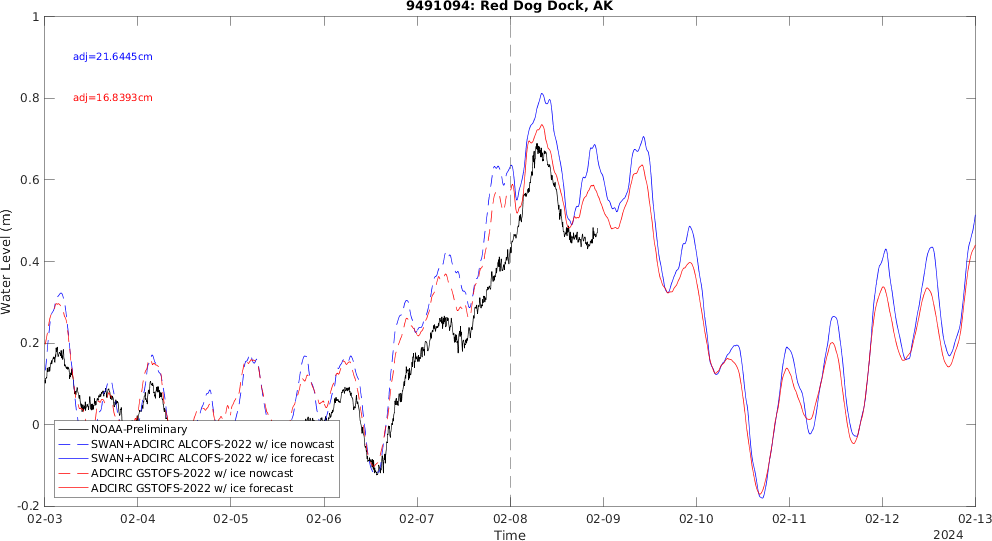 9491094: Red Dog Dock, AK
adj=21.6445cm
adj=16.8393cm
Water Level (m)
1
0.8
0.6
0.4
0.2
0
-0.2
NOAA-Preliminary
SWAN+ADCIRC ALCOFS-2022 w/ ice nowcast
SWAN+ADCIRC ALCOFS-2022 w/ ice forecast
ADCIRC GSTOFS-2022 w/ ice nowcast
ADCIRC GSTOFS-2022 w/ ice forecast
02-03 02-04 02-05 02-06 02-07 02-08 02-09 02-10 02-11 02-12 02-13
Time
2024